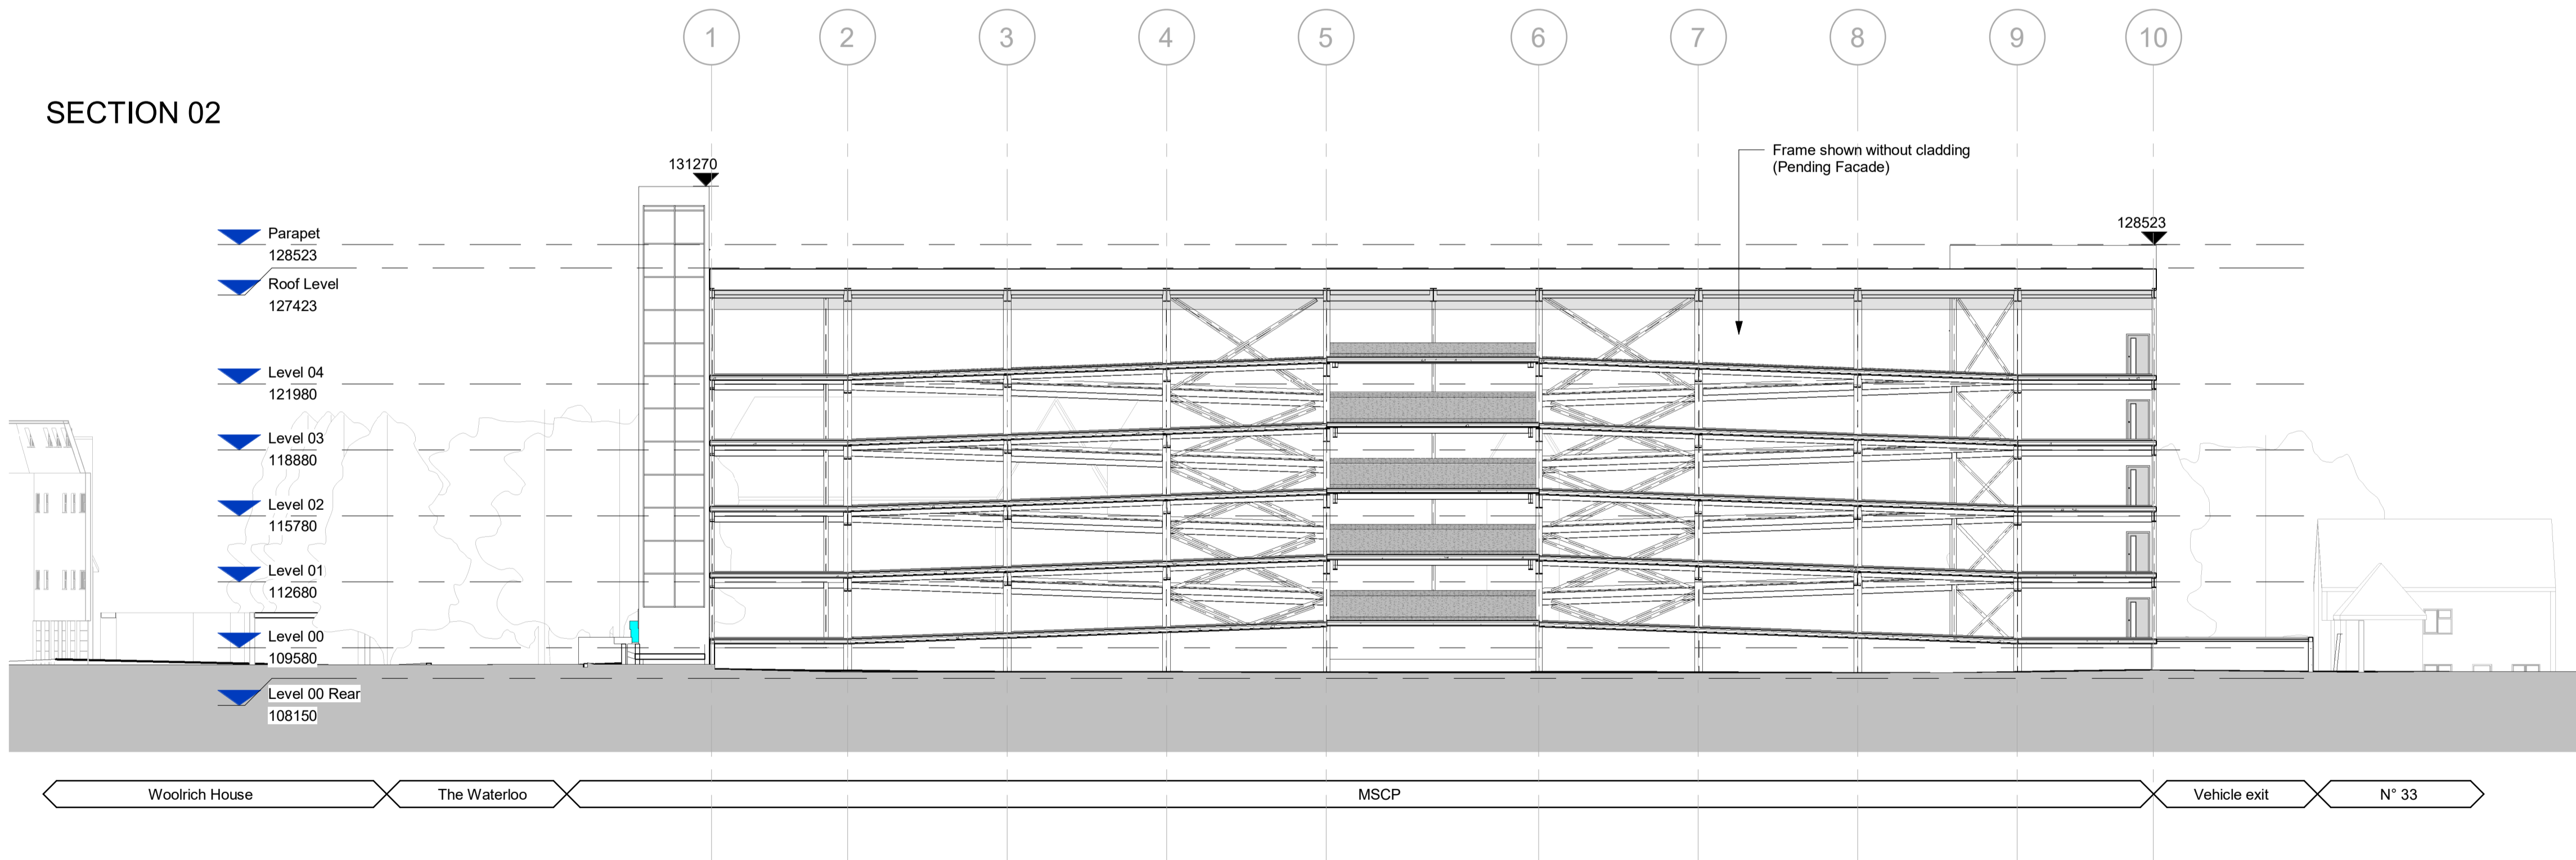 1 2 3 4 5 6 7 8 9 10
SECTION 02
Frame shown without cladding
(Pending Facade)
131270
128523
Parapet
128523
Roof Level
127423
Level 04
121980
Level 03
118880
Level 02
115780
Level 01
112680
Level 00
109580
Level 00 Rear
108150
Woolrich House
The Waterloo
MSCP
Vehicle exit
N° 33